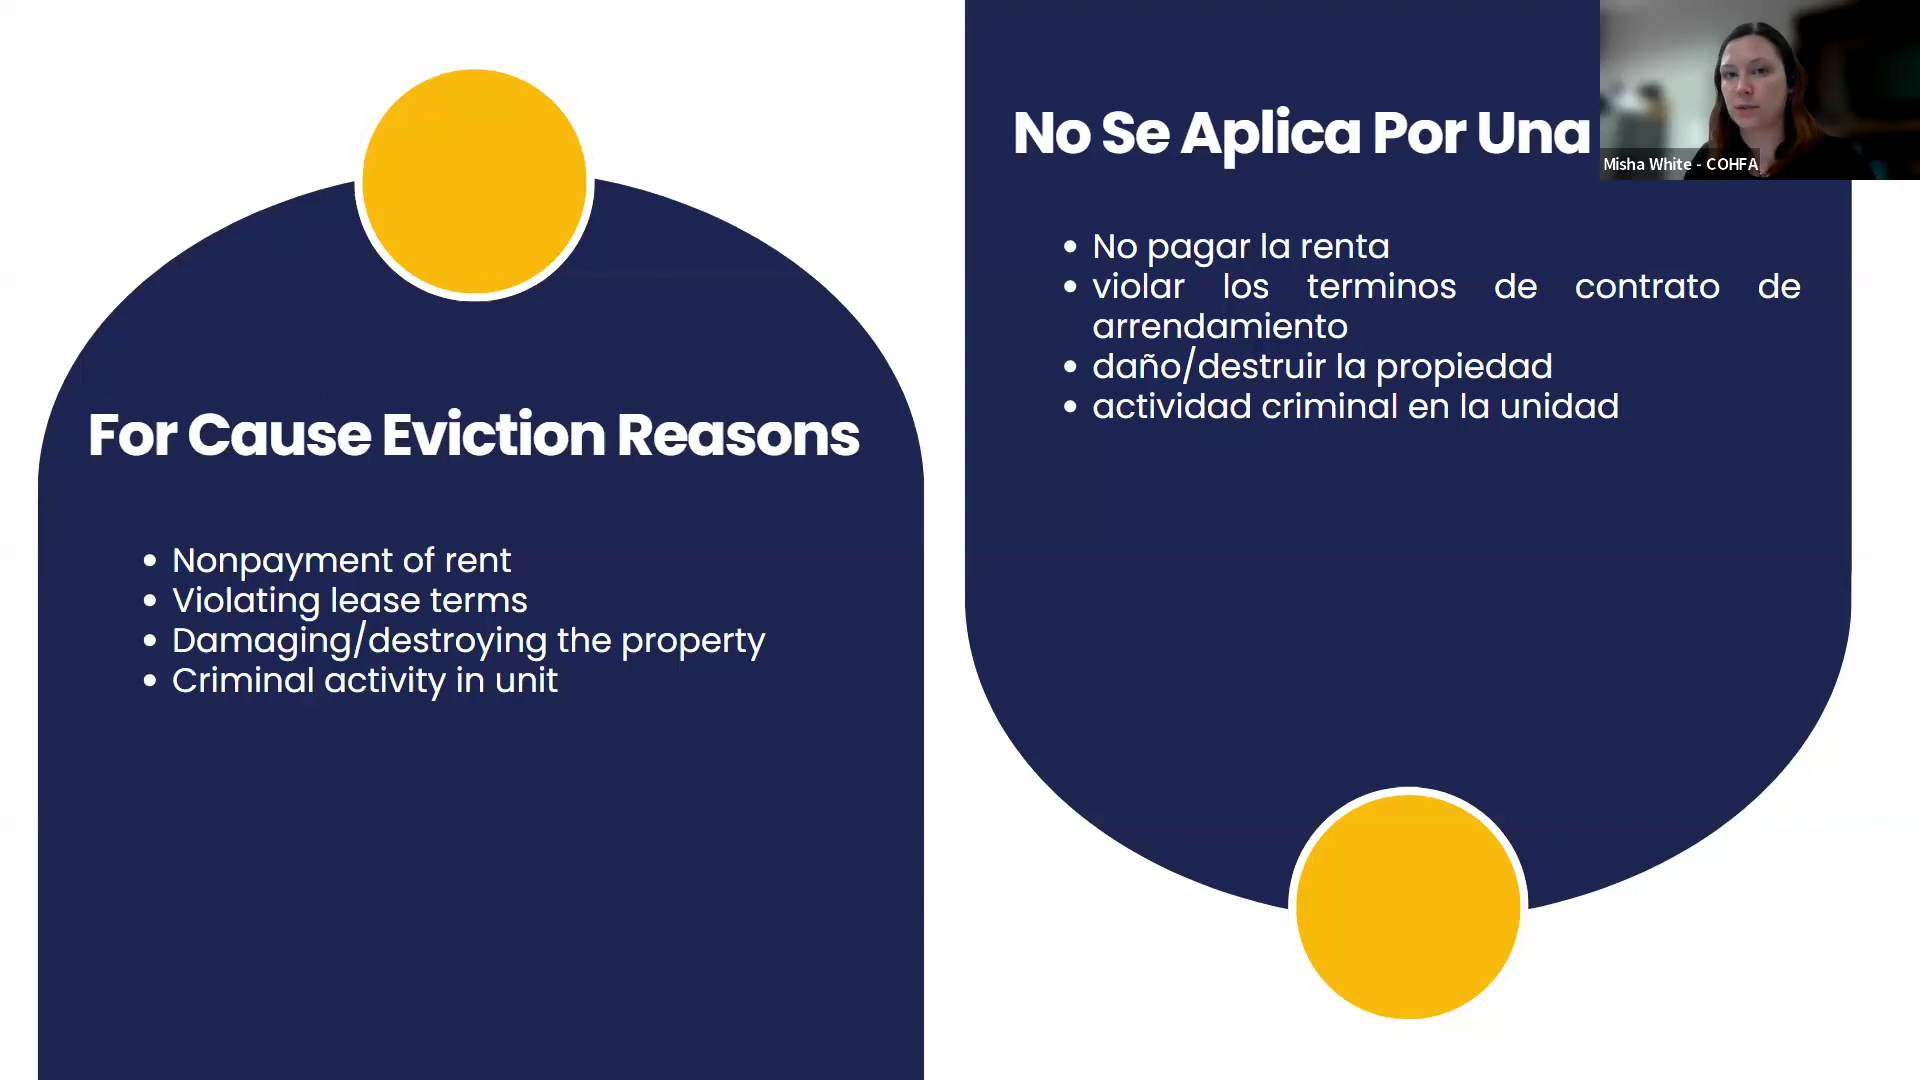 For Cause Eviction Reasons
• Nonpayment of rent
• Violating lease terms
• Damaging/destroying the property
• Criminal activity in unit
No Se Aplica Por Una
• No pagar la renta
• violar los terminos de contrato de
arrendamiento
• daño/destruir la propiedad
• actividad criminal en la unidad
Misha White - COHFA